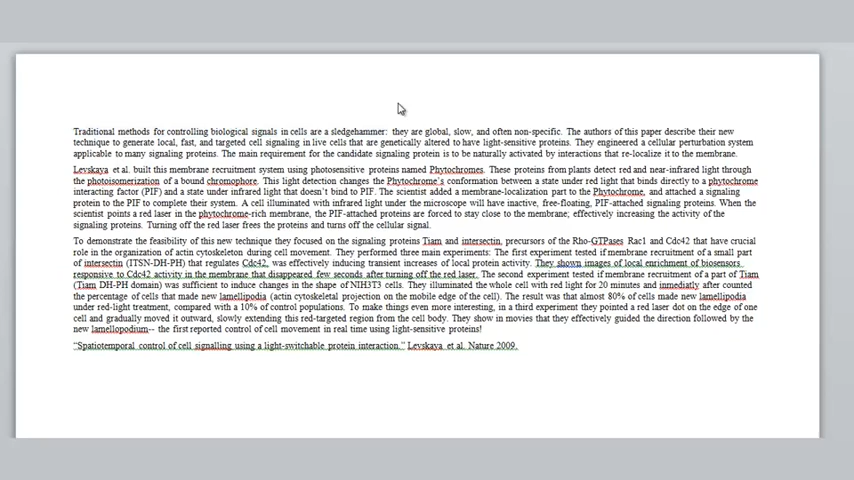 Traditional methods for controlling biological signals in cells are a sledgehammer: they are global, slow, and often non-specific. The authors of this paper describe their new
technique to generate local, fast, and targeted cell signaling in live cells that are genetically altered to have light-sensitive proteins. They engineered a cellular perturbation system
applicable to many signaling proteins. The main requirement for the candidate signaling protein is to be naturally activated by interactions that re-localize it to the membrane.
Levskaya et al. built this membrane recruitment system using photosensitive proteins named Phytochromes. These proteins from plants detect red and near-infrared light through
the photoisomerization of a bound chromophore. This light detection changes the Phytochrome's conformation between a state under red light that binds directly to a phytochrome
interacting factor (PIF) and a state under infrared light that doesn't bind to PIF. The scientist added a membrane-localization part to the Phytochrome, and attached a signaling
protein to the PIF to complete their system. A cell illuminated with infrared light under the microscope will have inactive, free-floating, PIF-attached signaling proteins. When the
scientist points a red laser in the phytochrome-rich membrane, the PIF-attached proteins are forced to stay close to the membrane; effectively increasing the activity of the
signaling proteins. Turning off the red laser frees the proteins and turns off the cellular signal.
To demonstrate the feasibility of this new technique they focused on the signaling proteins Tiam and intersectin, precursors of the Rho-GTPases Rac1 and Cdc42 that have crucial
role in the organization of actin cytoskeleton during cell movement. They performed three main experiments: The first experiment tested if membrane recruitment of a small part
of intersectin (ITSN-DH-PH) that regulates Cdc42, was effectively inducing transient increases of local protein activity. They shown images of local enrichment of biosensors
responsive to Cdc42 activity in the membrane that disappeared few seconds after turning off the red laser. The second experiment tested if membrane recruitment of a part of Tiam
(Tiam DH-PH domain) was sufficient to induce changes in the shape of NIH3T3 cells. They illuminated the whole cell with red light for 20 minutes and inmediatly after counted
the percentage of cells that made new lamellipodia (actin cytoskeletal projection on the mobile edge of the cell). The result was that almost 80% of cells made new lamellipodia
under red-light treatment, compared with a 10% of control populations. To make things even more interesting, in a third experiment they pointed a red laser dot on the edge of one
cell and gradually moved it outward, slowly extending this red-targeted region from the cell body. They show in movies that they effectively guided the direction followed by the
new lamellopodium-- the first reported control of cell movement in real time using light-sensitive proteins!
"Spatiotemporal control of cell signalling using a light-switchable protein interaction." Levskaya et al. Nature 2009.